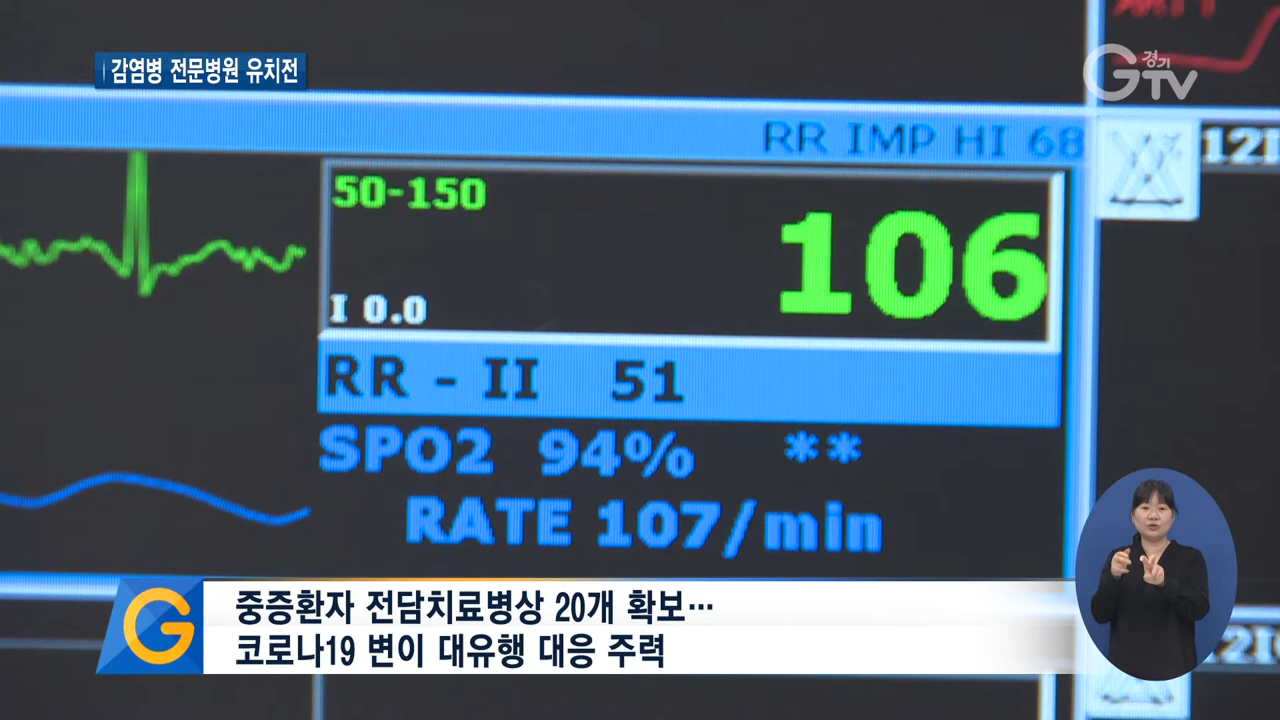 감염병 전문병원 유치전
경기
GTV
RR IMP HI 68
50-150
106
I 0.0
RR - II 51
SPO2 94% **
RATE 107/min
G
중증환자 전담치료병상 20개 확보…
코로나19 변이 대유행 대응 주력